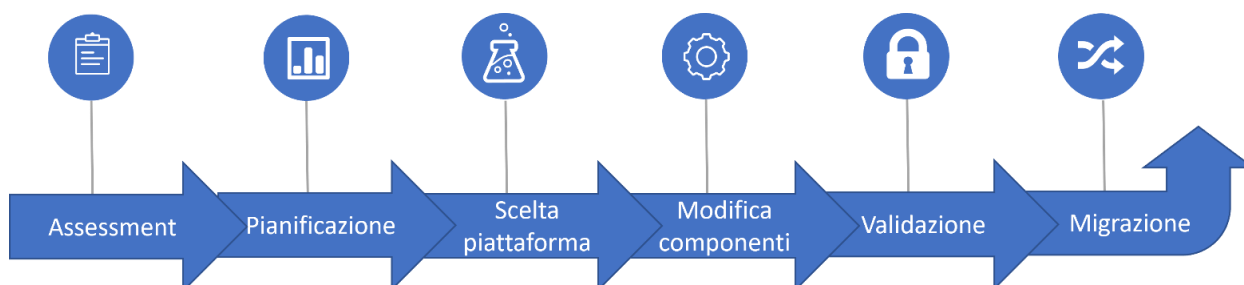 Assessment
Pianificazione
Scelta
piattaforma
Modifica
componenti
Validazione
Migrazione